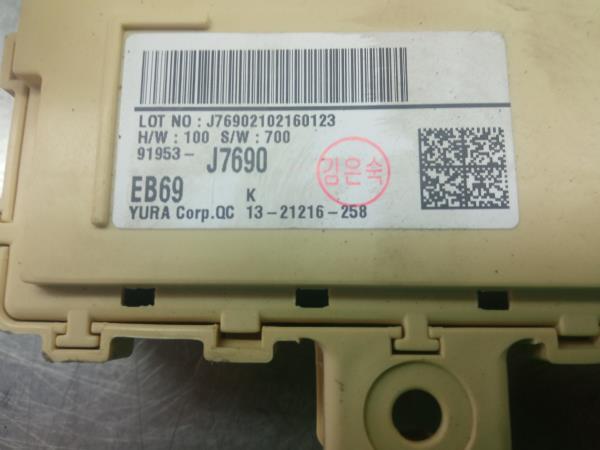 LOT NO : J76902102160123
H/W : 100 S/W : 700
91953- J7690
김은숙
EB69 K
YURA Corp.QC 13-21216-258